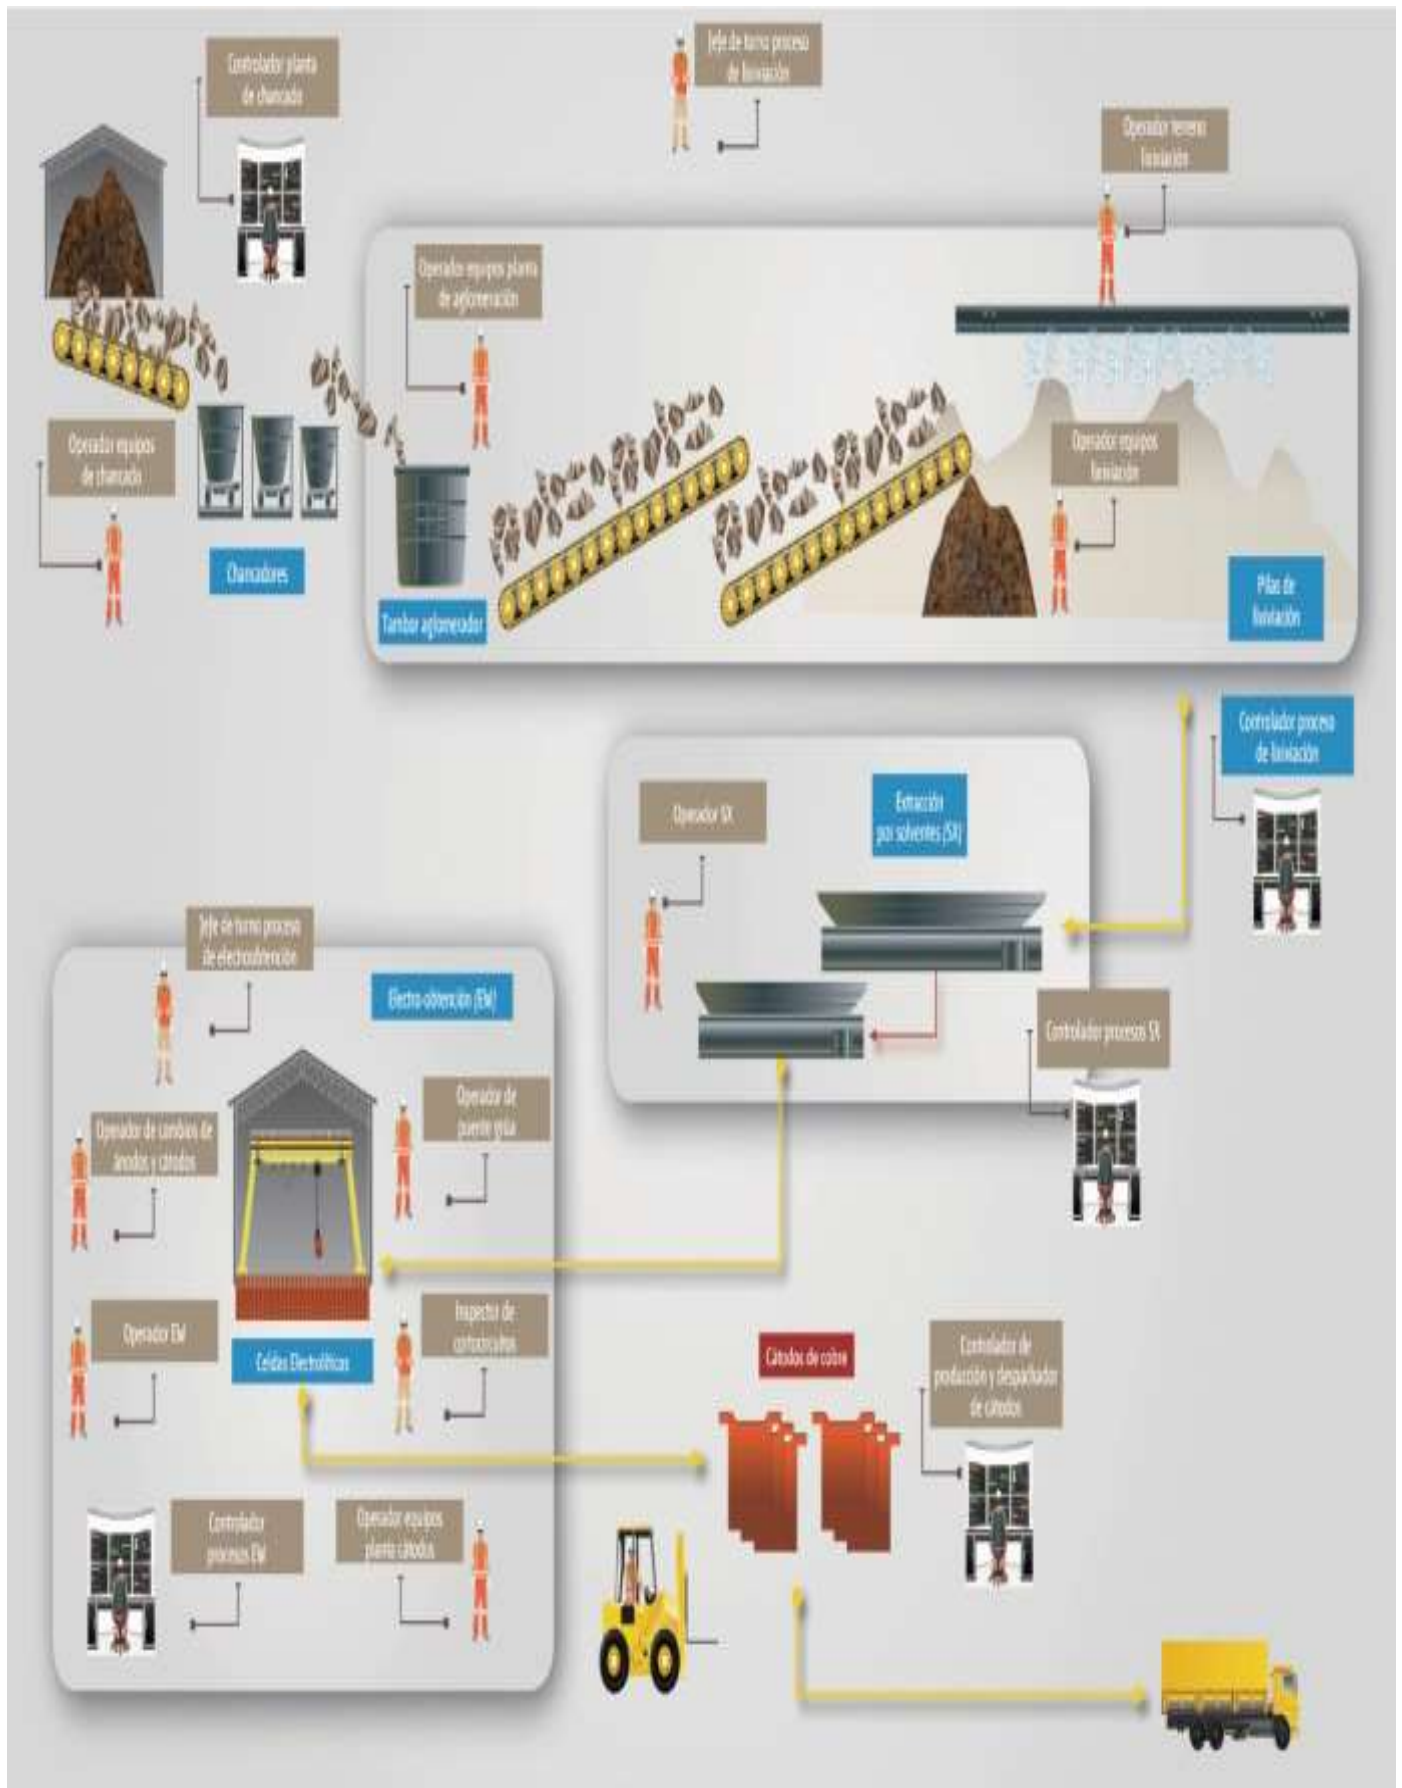 Controlador planta
de chancado
Jefe de turno proceso
de lixiviación
Operador terreno
lixiviación
Operador equipos planta
de aglomeración
Operador equipos
de chancado
Operador equipos
lixiviación
Chancadores
Tambor aglomerador
Pilas de
lixiviación
Controlador proceso
de lixiviación
Operador SX
Extracción
por solventes (SX)
Controlador procesos SX
Jefe de turno proceso
de electroobtención
Electro-obtención (EW)
Operador de
puente grúa
Operador de cambios de
ánodos y cátodos
Operador EW
Inspector de
cortocircuitos
Celdas Electrolíticas
Cátodos de cobre
Controlador de
producción y despachador
de cátodos
Controlador
procesos EW
Operador equipos
planta cátodos